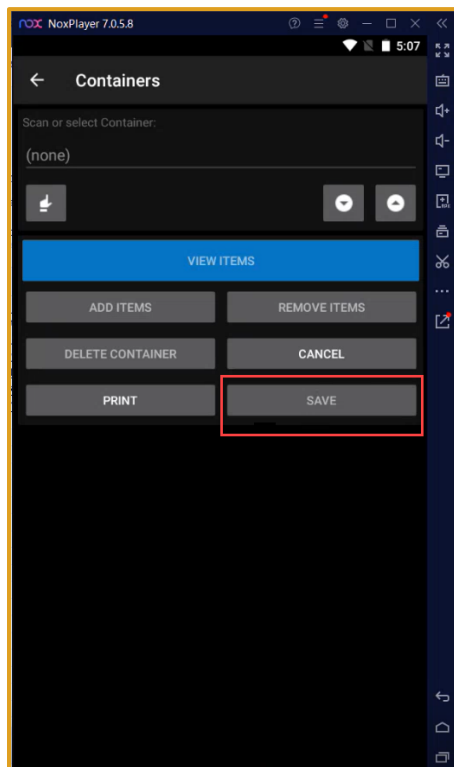 nox NoxPlayer 7.0.5.8
5:07
Containers
Scan or select Container:
(none)
VIEW ITEMS
ADD ITEMS REMOVE ITEMS
DELETE CONTAINER CANCEL
PRINT SAVE